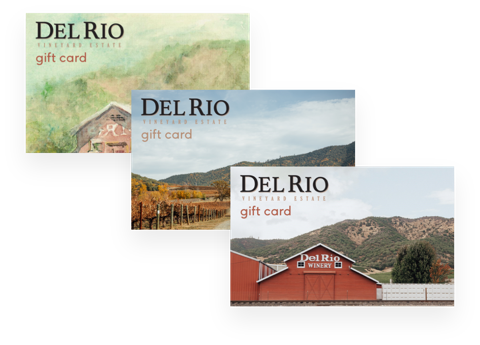 DEL RIO
VINEYARD ESTATE
gift card
DEL RIO
VINEYARD ESTATE
gift card
DEL RIO
VINEYARD ESTATE
gift card
Del Rio
WINERY